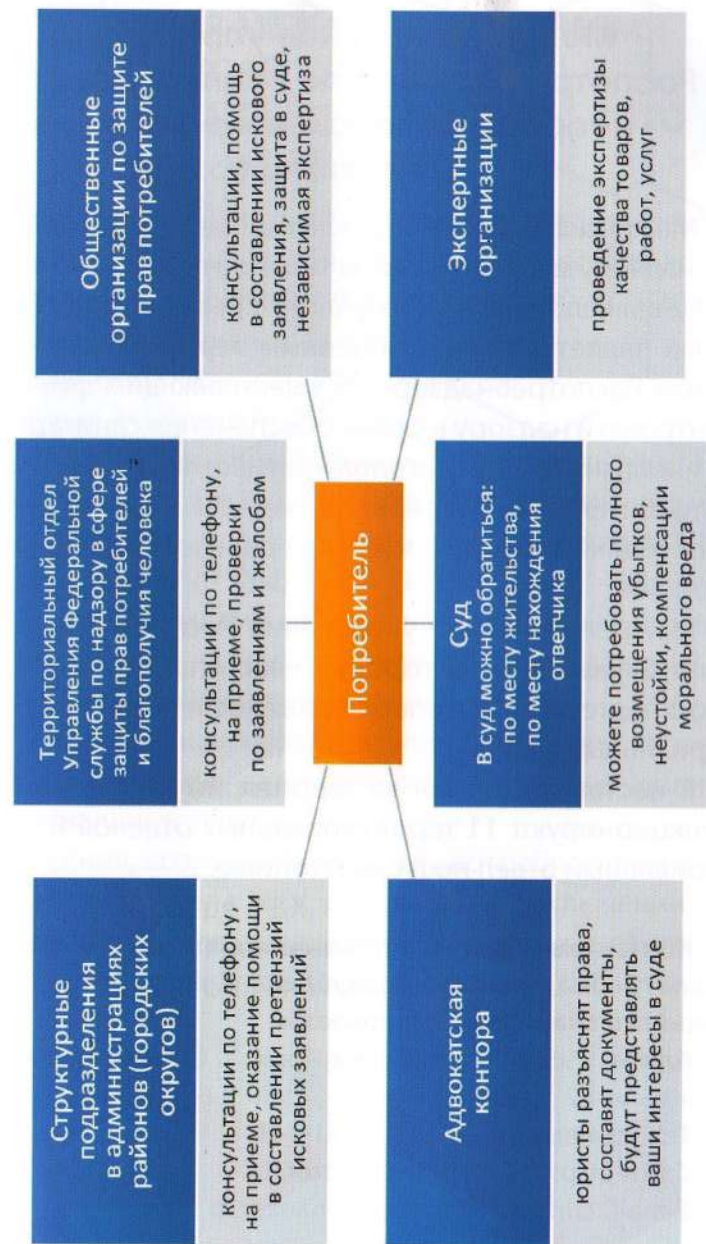 Структурные
подразделения
в администрациях
районов (городских
округов)
консультации по телефону,
на приеме, оказание помощи
в составлении претензий
исковых заявлений
Территориальный отдел
Управления Федеральной
службы по надзору в сфере
защиты прав потребителей
и благополучия человека
консультации по телефону,
на приеме, проверки
по заявлениям и жалобам
Общественные
организации по защите
прав потребителей
консультации, помощь
в составлении искового
заявления, защита в суде,
независимая экспертиза
Потребитель
Адвокатская
контора
юристы разъяснят права,
составят документы,
будут представлять
ваши интересы в суде
Суд
В суд можно обратиться:
по месту жительства,
по месту нахождения
ответчика
можете потребовать полного
возмещения убытков,
неустойки, компенсации
морального вреда
Экспертные
организации
проведение экспертизы
качества товаров,
работ, услуг